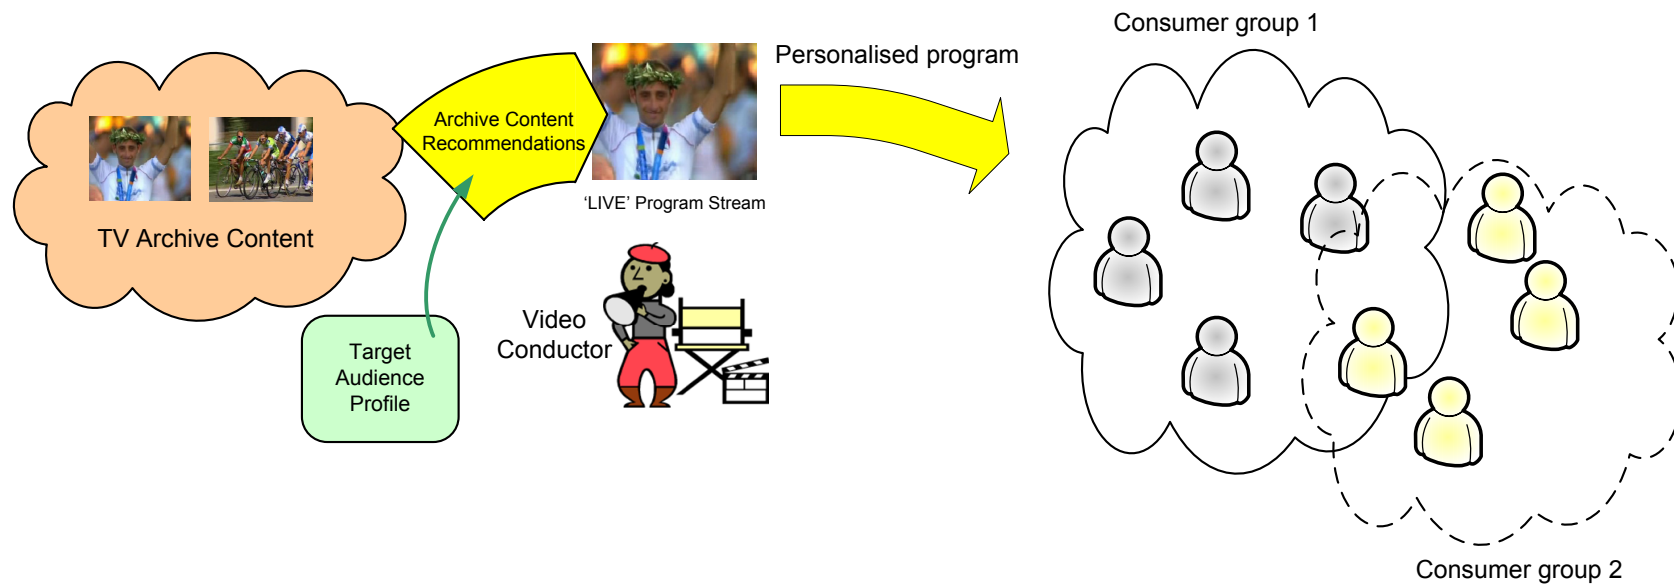 Consumer group 1
Personalised program
Archive Content
Recommendations
'LIVE' Program Stream
TV Archive Content
Video
Conductor
Target
Audience
Profile
Consumer group 2